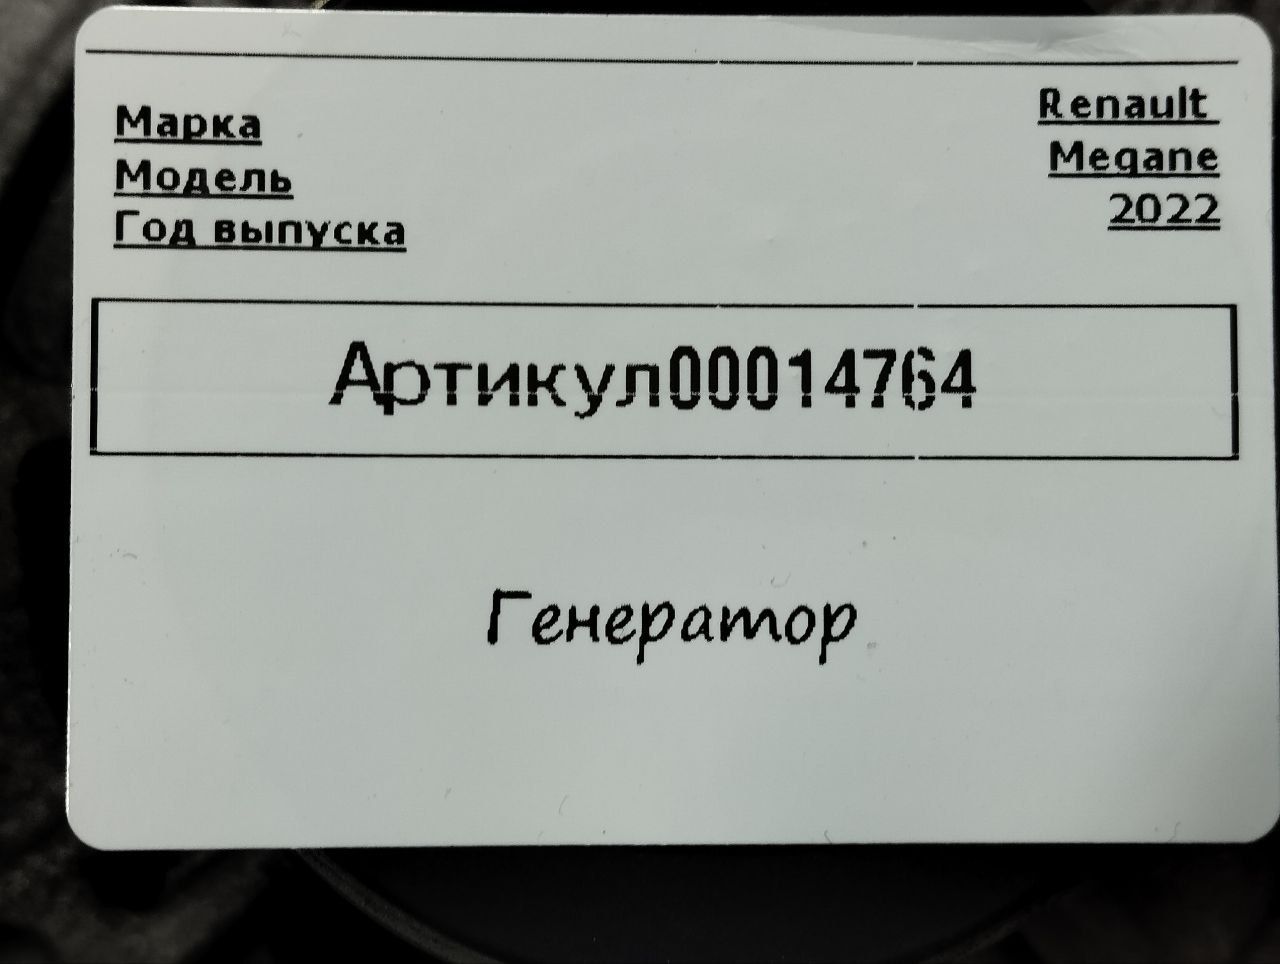 Марка Renault
Модель Megane
Год выпуска 2022
Артикул00014764
Генератор